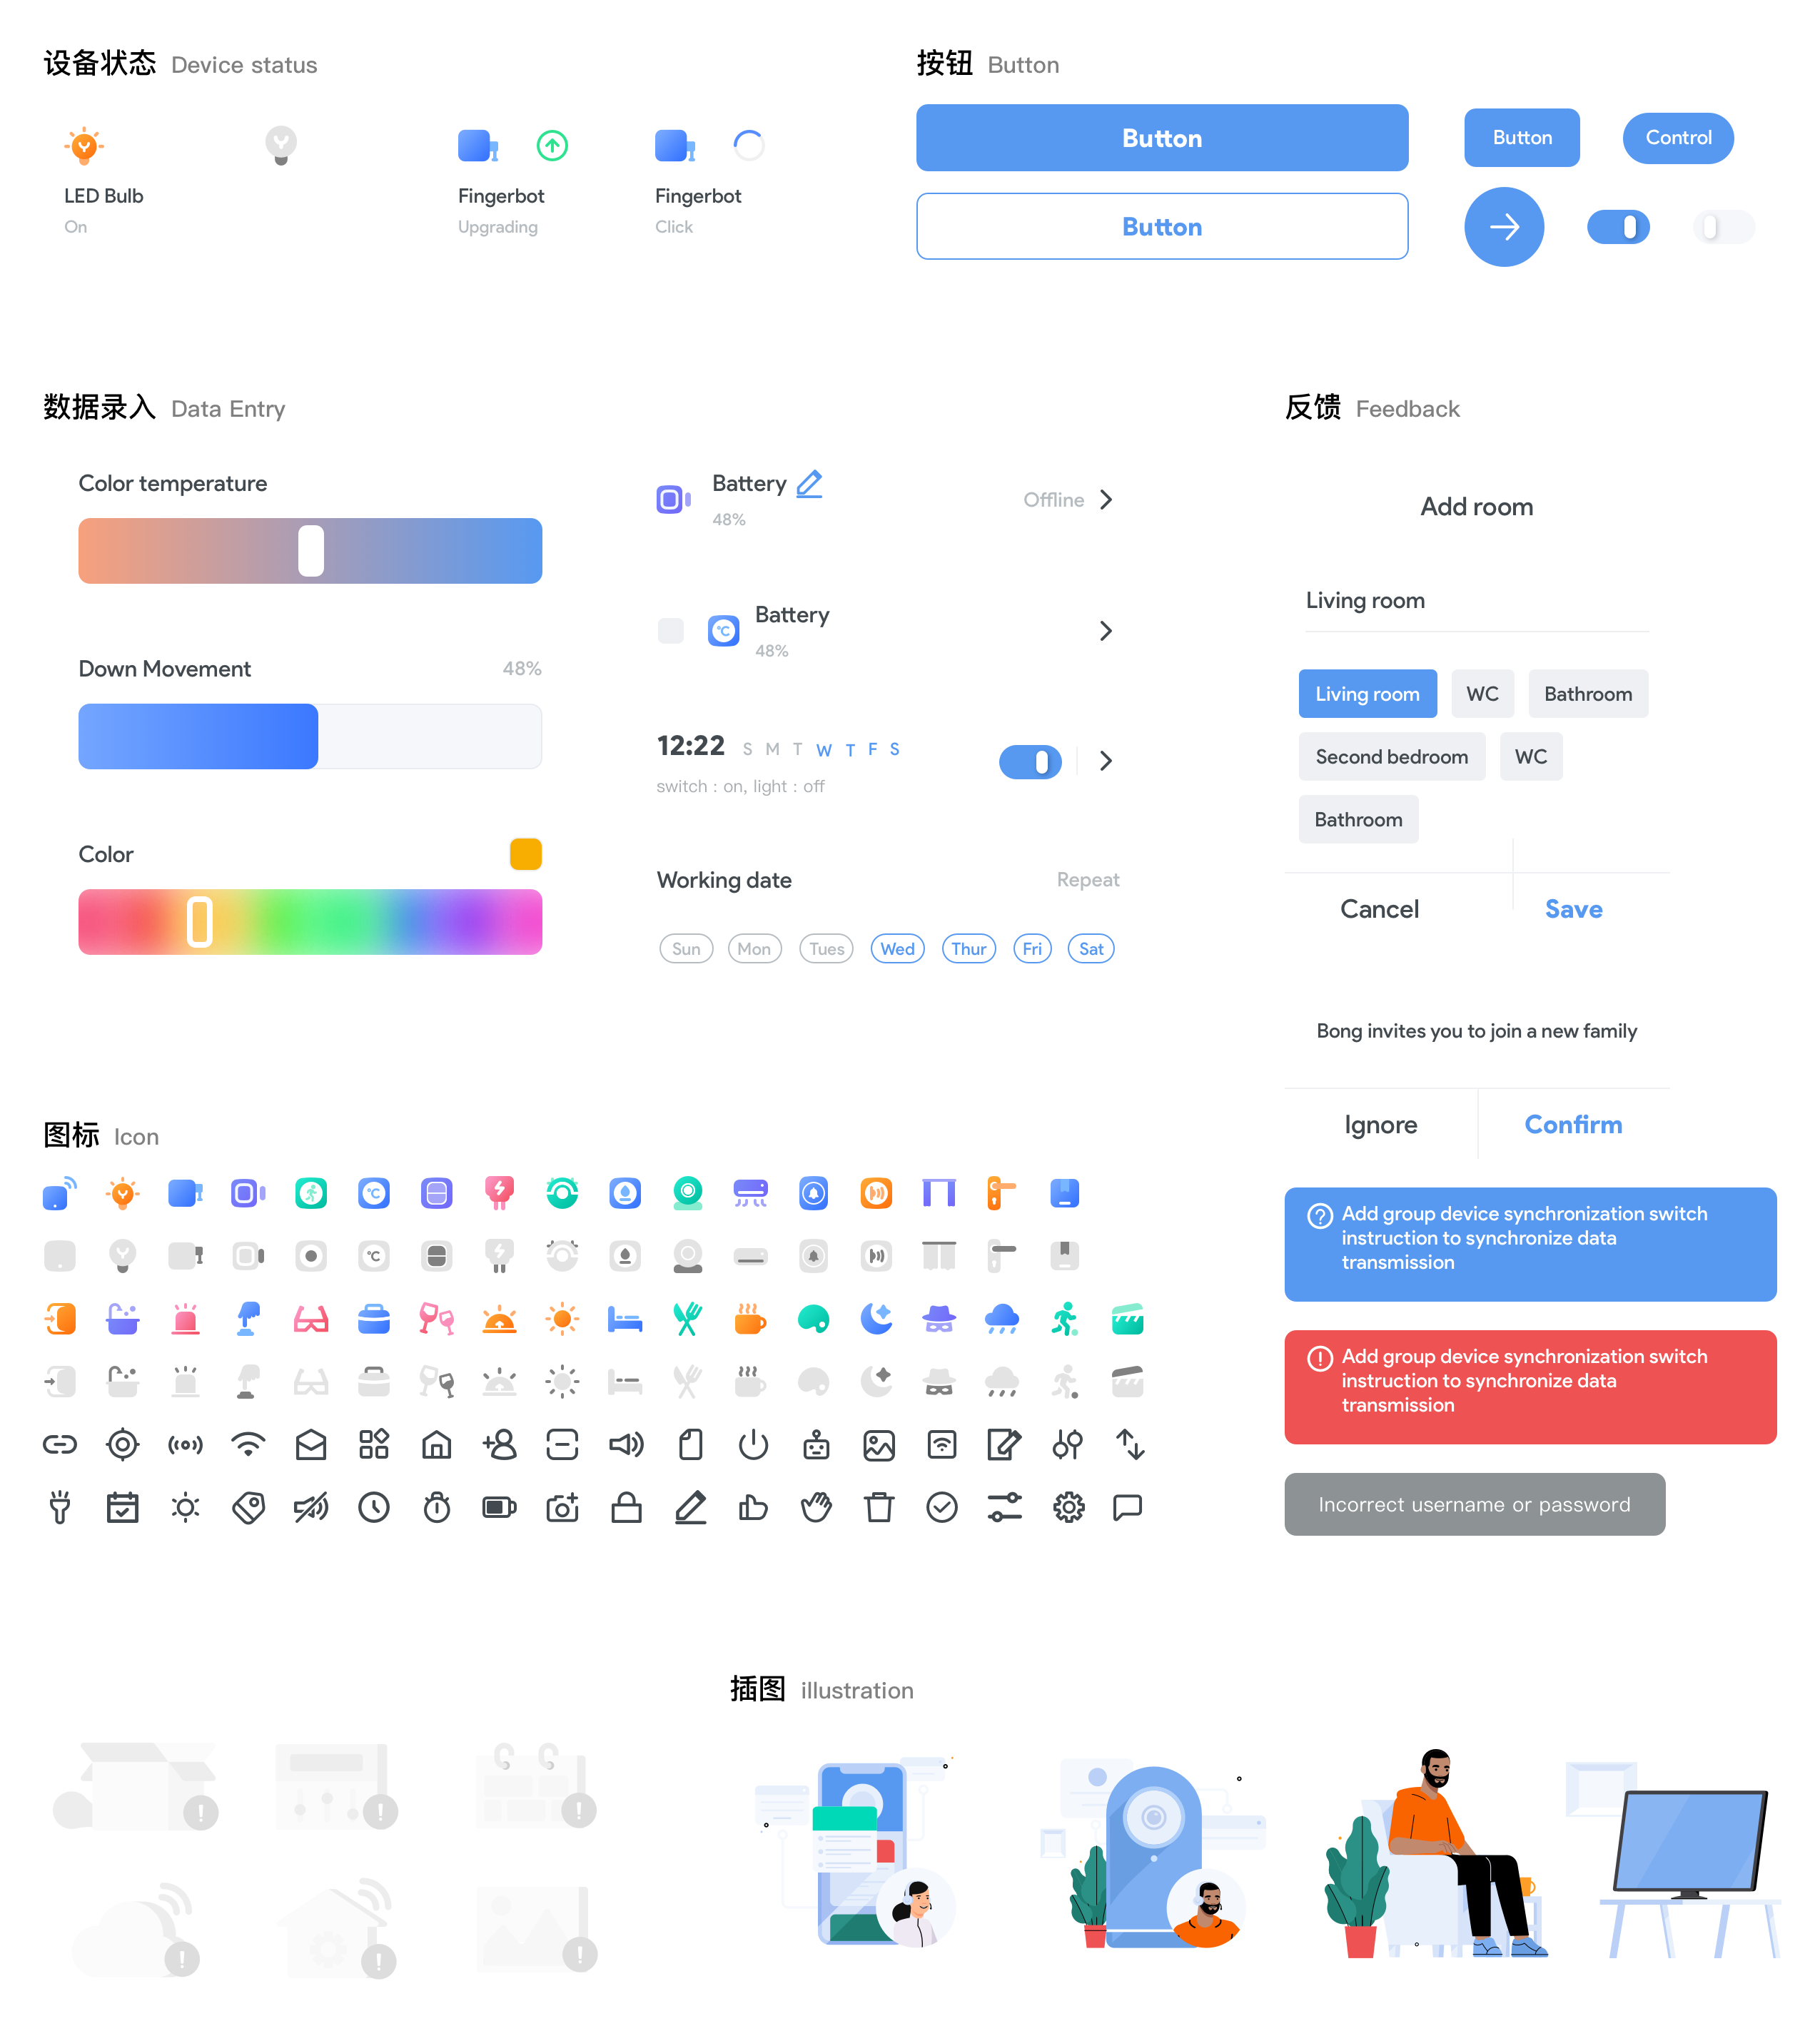 设备状态 Device status
LED Bulb
On
Fingerbot
Upgrading
Fingerbot
Click
按钮 Button
Button
Button
Button
Control
数据录入 Data Entry
Color temperature
Down Movement 48%
Color
Battery
48%
Offline
℃
Battery
48%
12:22 S M T W T F S
switch : on, light : off
Working date Repeat
Sun Mon Tues Wed Thur Fri Sat
反馈 Feedback
Add room
Living room
Living room WC Bathroom
Second bedroom WC
Bathroom
Cancel Save
Bong invites you to join a new family
Ignore Confirm
Add group device synchronization switch
instruction to synchronize data
transmission
Add group device synchronization switch
instruction to synchronize data
transmission
Incorrect username or password
图标 Icon
℃
℃
插图 illustration